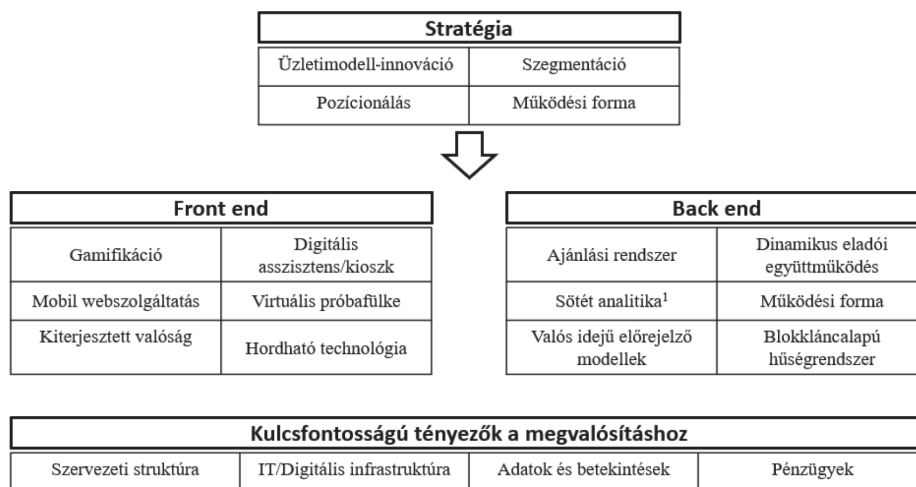 Stratégia
Üzletimodell-innováció
Szegmentáció
Pozícionálás
Működési forma
Front end
Gamifikáció
Digitális
asszisztens/kioszk
Mobil webszolgáltatás
Virtuális próbafülke
Kiterjesztett valóság
Hordható technológia
Back end
Ajánlási rendszer
Dinamikus eladói
együttműködés
Sötét analitika¹
Működési forma
Valós idejű előrejelző
modellek
Blokkláncalapú
hűségrendszer
Kulcsfontosságú tényezők a megvalósításhoz
Szervezeti struktúra
IT/Digitális infrastruktúra
Adatok és betekintések
Pénzügyek